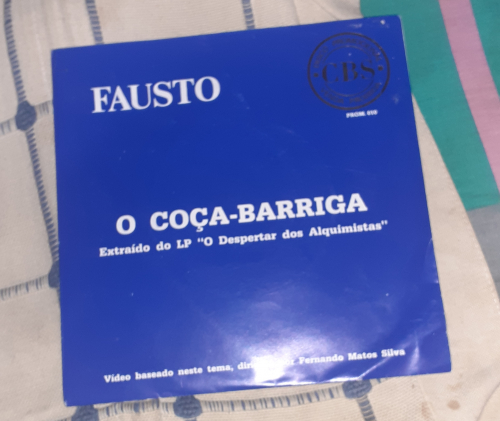 FAUSTO
CBS
PROM 010
O COÇA-BARRIGA
Extraído do LP "O Despertar dos Alquimistas"
Vídeo baseado neste tema, Fernando Matos Silva